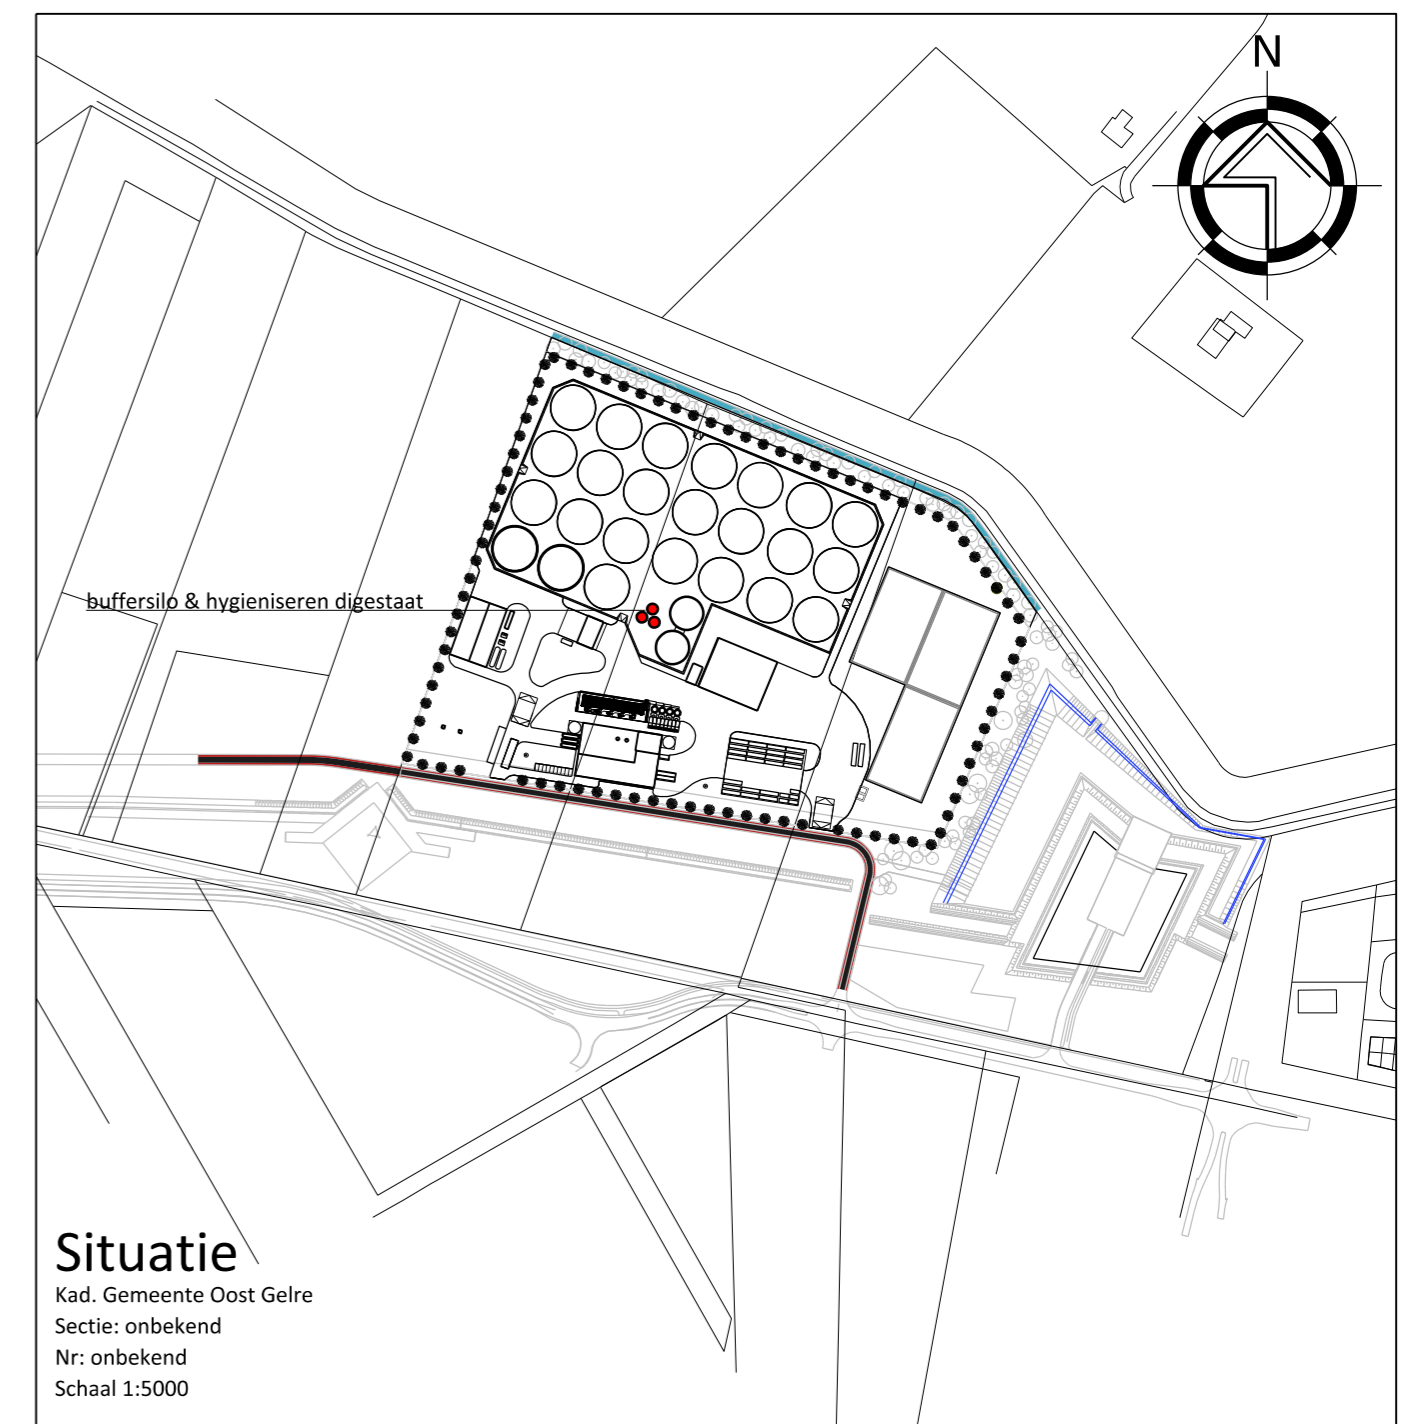 N
buffersilo & hygieniseren digestaat
Situatie
Kad. Gemeente Oost Gelre
Sectie: onbekend
Nr: onbekend
Schaal 1:5000